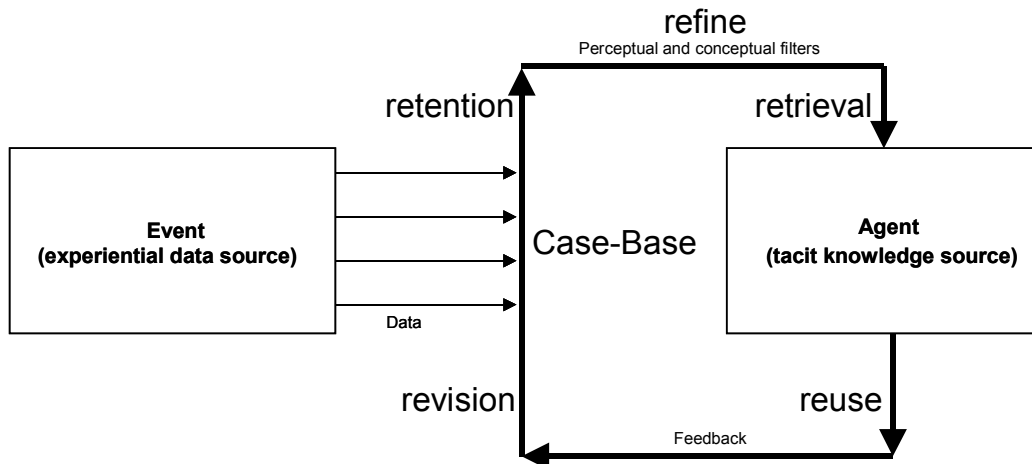 refine
Perceptual and conceptual filters
retention
retrieval
Event
(experiential data source)
Case-Base
Agent
(tacit knowledge source)
Data
revision
reuse
Feedback